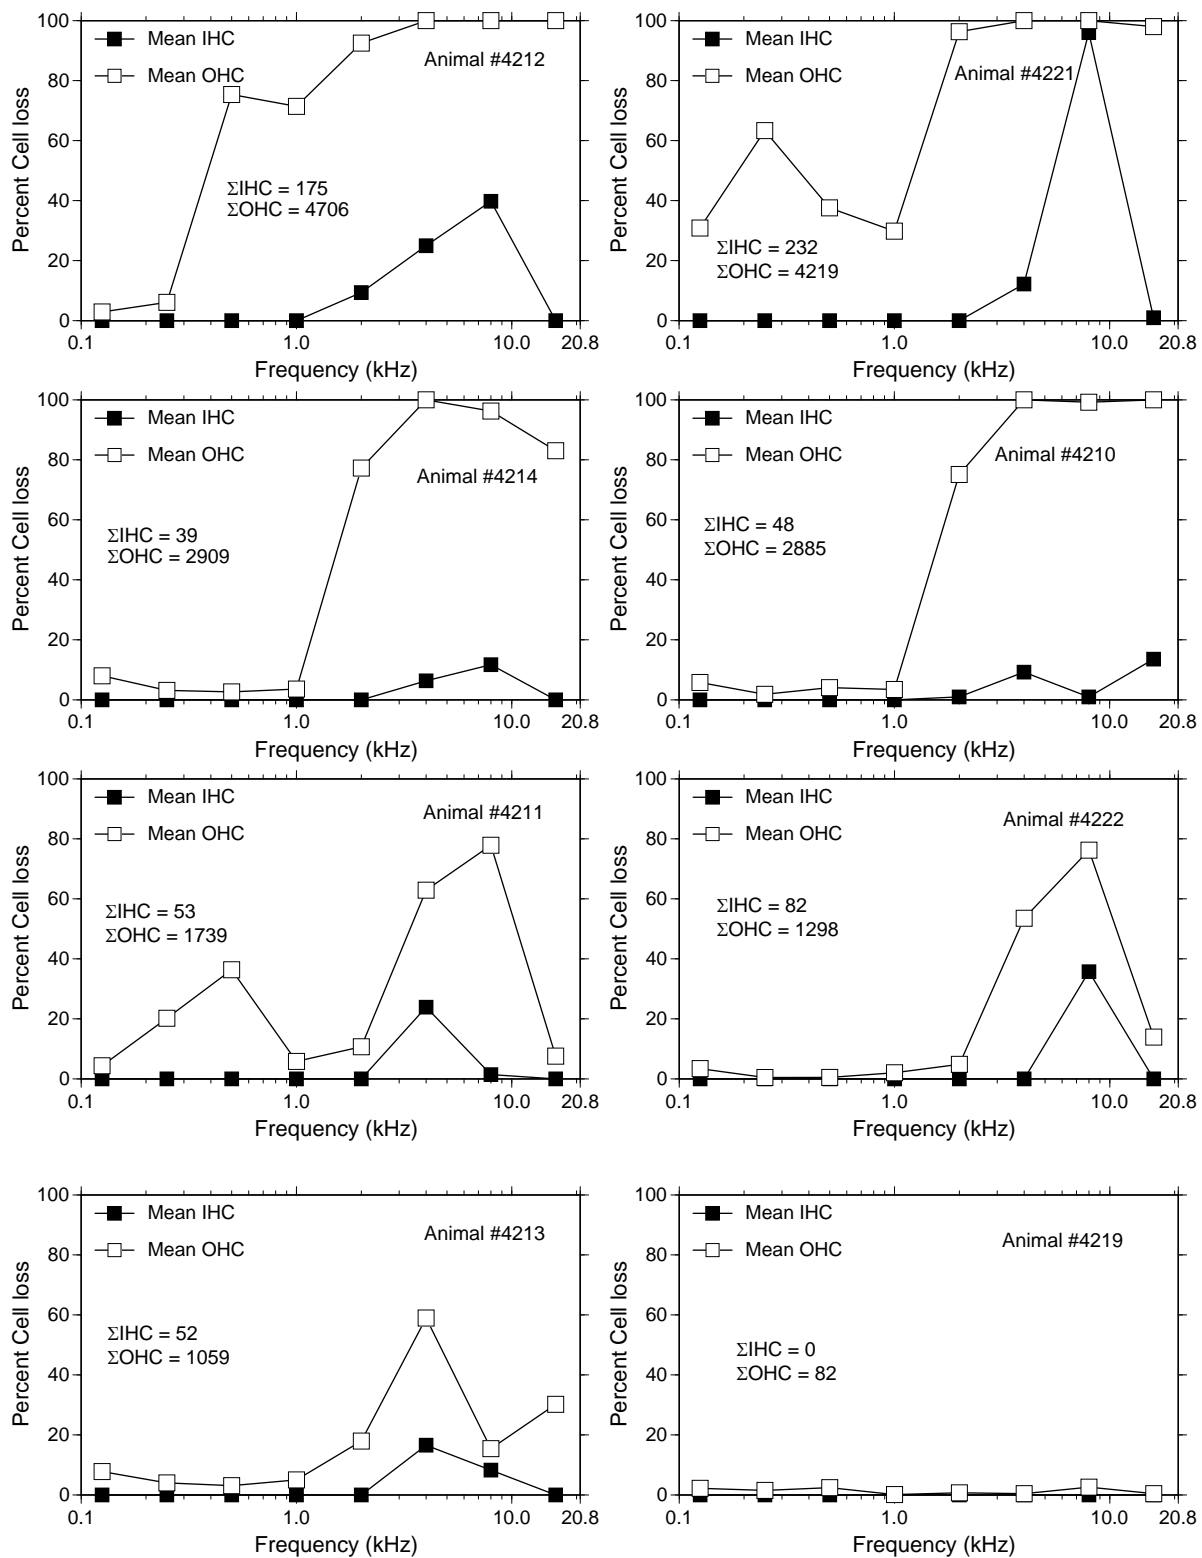 Percent Cell loss
100
80
60
40
20
0
Mean IHC
Mean OHC
Animal #4212
ΣIHC = 175
ΣOHC = 4706
0.1
1.0
10.0
20.8
Frequency (kHz)
Percent Cell loss
100
80
60
40
20
0
Mean IHC
Mean OHC
Animal #4221
ΣIHC = 232
ΣOHC = 4219
0.1
1.0
10.0
20.8
Frequency (kHz)
Percent Cell loss
100
80
60
40
20
0
Mean IHC
Mean OHC
Animal #4214
ΣIHC = 39
ΣOHC = 2909
0.1
1.0
10.0
20.8
Frequency (kHz)
Percent Cell loss
100
80
60
40
20
0
Mean IHC
Mean OHC
Animal #4210
ΣIHC = 48
ΣOHC = 2885
0.1
1.0
10.0
20.8
Frequency (kHz)
Percent Cell loss
100
80
60
40
20
0
Mean IHC
Mean OHC
Animal #4211
ΣIHC = 53
ΣOHC = 1739
0.1
1.0
10.0
20.8
Frequency (kHz)
Percent Cell loss
100
80
60
40
20
0
Mean IHC
Mean OHC
Animal #4222
ΣIHC = 82
ΣOHC = 1298
0.1
1.0
10.0
20.8
Frequency (kHz)
Percent Cell loss
100
80
60
40
20
0
Mean IHC
Mean OHC
Animal #4213
ΣIHC = 52
ΣOHC = 1059
0.1
1.0
10.0
20.8
Frequency (kHz)
Percent Cell loss
100
80
60
40
20
0
Mean IHC
Mean OHC
Animal #4219
ΣIHC = 0
ΣOHC = 82
0.1
1.0
10.0
20.8
Frequency (kHz)